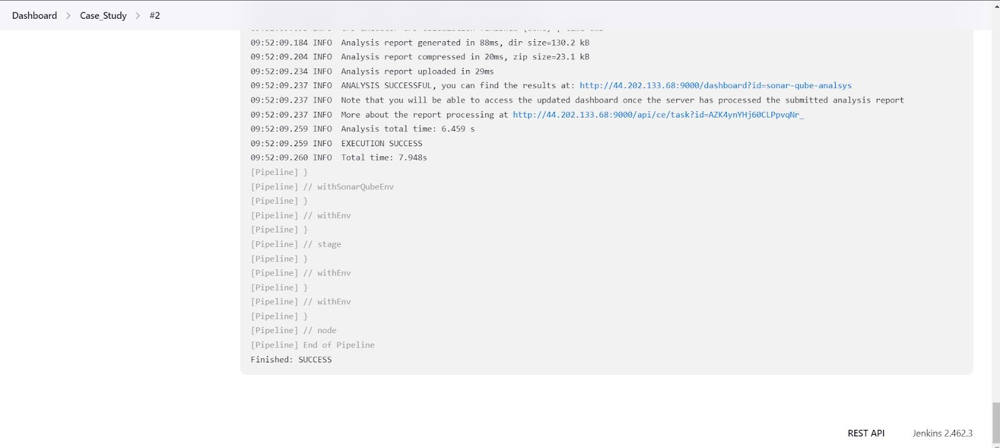 Dashboard > Case_Study > #2
09:52:09.184 INFO  Analysis report generated in 88ms, dir size=130.2 kB
09:52:09.204 INFO  Analysis report compressed in 20ms, zip size=23.1 kB
09:52:09.234 INFO  Analysis report uploaded in 29ms
09:52:09.237 INFO  ANALYSIS SUCCESSFUL, you can find the results at: http://44.202.133.68:9000/dashboard?id=sonar-qube-analsys
09:52:09.237 INFO  Note that you will be able to access the updated dashboard once the server has processed the submitted analysis report
09:52:09.237 INFO  More about the report processing at http://44.202.133.68:9000/api/ce/task?id=AZK4ynYHj60CLPpvqNr_
09:52:09.259 INFO  Analysis total time: 6.459 s
09:52:09.259 INFO  EXECUTION SUCCESS
09:52:09.260 INFO  Total time: 7.948s
[Pipeline] }
[Pipeline] // withSonarQubeEnv
[Pipeline] }
[Pipeline] // withEnv
[Pipeline] }
[Pipeline] // stage
[Pipeline] }
[Pipeline] // withEnv
[Pipeline] }
[Pipeline] // withEnv
[Pipeline] }
[Pipeline] // node
[Pipeline] End of Pipeline
Finished: SUCCESS
REST API Jenkins 2.462.3